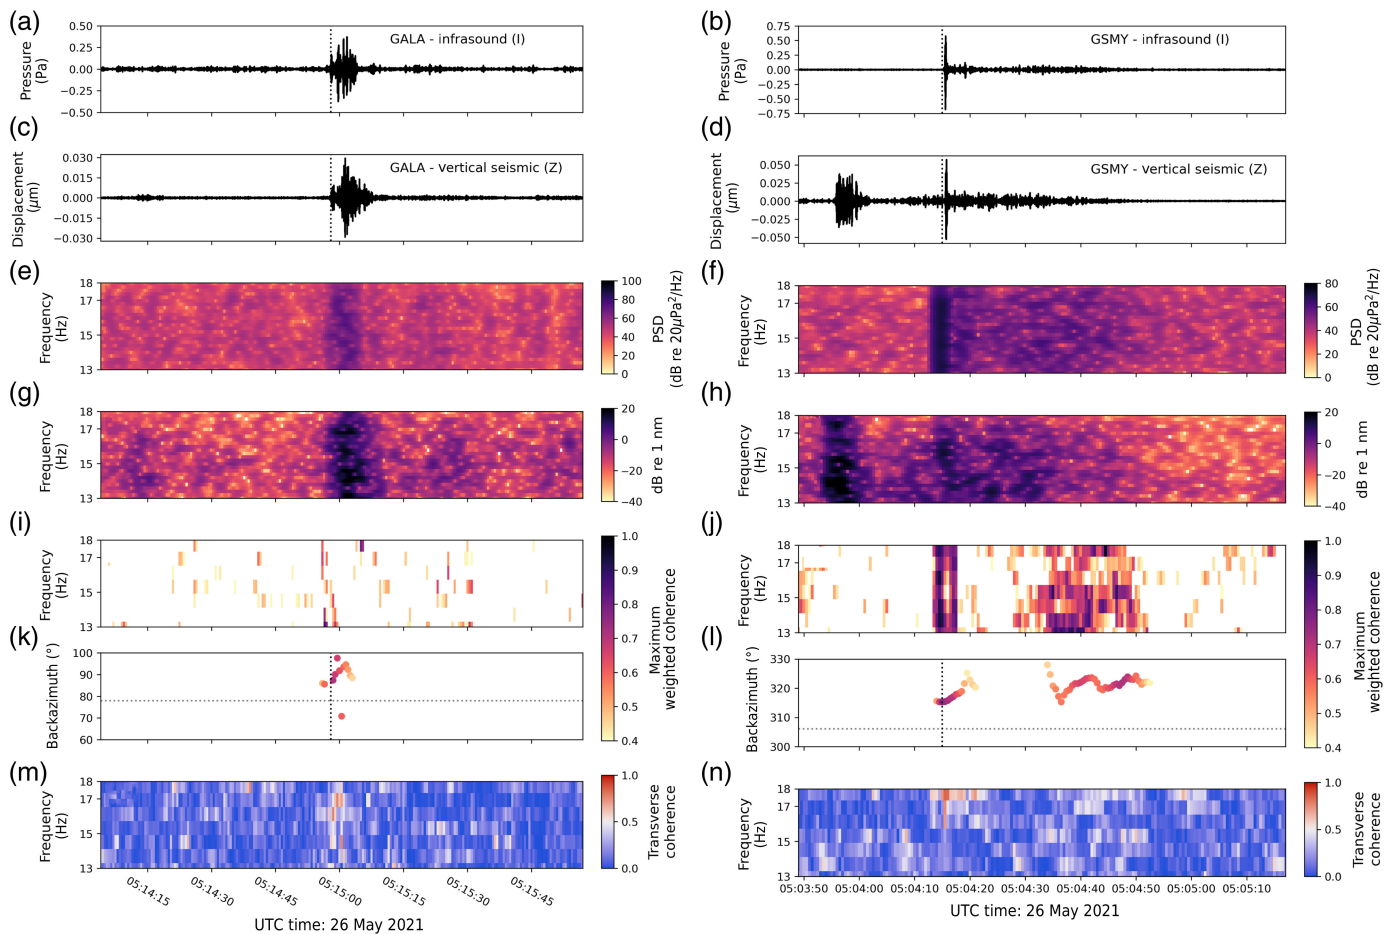 (a)
GALA - infrasound (I)
Pressure
(Pa)
0.50
0.25
0.00
−0.25
−0.50
(b)
GSMY - infrasound (I)
Pressure
(Pa)
0.75
0.50
0.25
0.00
−0.25
−0.50
−0.75
(c)
GALA - vertical seismic (Z)
Displacement
(μm)
0.030
0.015
0.000
−0.015
−0.030
(d)
GSMY - vertical seismic (Z)
Displacement
(μm)
0.050
0.025
0.000
−0.025
−0.050
(e)
Frequency
(Hz)
18
17
15
13
100
80
60
40
20
0
PSD
(dB re 20μPa²/Hz)
(f)
Frequency
(Hz)
18
17
15
13
80
60
40
20
0
PSD
(dB re 20μPa²/Hz)
(g)
Frequency
(Hz)
18
17
15
13
20
0
−20
−40
dB re 1 nm
(h)
Frequency
(Hz)
18
17
15
13
20
0
−20
−40
dB re 1 nm
(i)
Frequency
(Hz)
18
17
15
13
1.0
0.9
0.8
0.7
0.6
0.5
0.4
Maximum
weighted coherence
(j)
Frequency
(Hz)
18
17
15
13
1.0
0.9
0.8
0.7
0.6
0.5
0.4
Maximum
weighted coherence
(k)
Backazimuth (°)
100
90
80
70
60
(l)
Backazimuth (°)
330
320
310
300
(m)
Frequency
(Hz)
18
17
15
13
1.0
0.5
0.0
Transverse
coherence
05:14:15
05:14:30
05:14:45
05:15:00
05:15:15
05:15:30
05:15:45
UTC time: 26 May 2021
(n)
Frequency
(Hz)
18
17
15
13
1.0
0.5
0.0
Transverse
coherence
05:03:50 05:04:00 05:04:10 05:04:20 05:04:30 05:04:40 05:04:50 05:05:00 05:05:10
UTC time: 26 May 2021